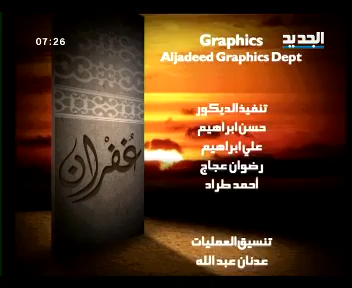 07:26
الجديد
Graphics
Aljadeed Graphics Dept
غفران
تنفيذ الديكور
حسن ابراهيم
علي ابراهيم
رضوان عجاج
أحمد طراد
تنسيق العمليات
عدنان عبد الله